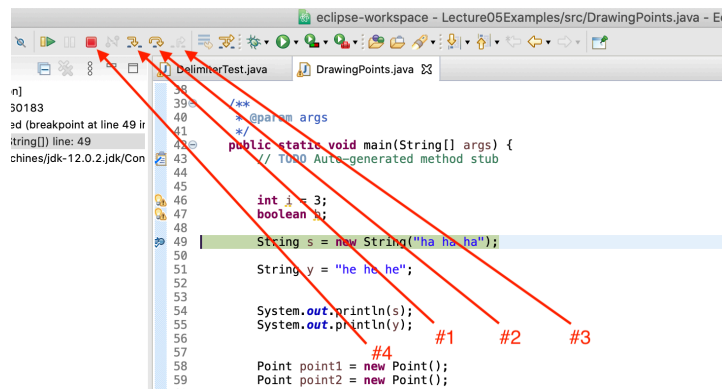 eclipse-workspace - Lecture05Examples/src/DrawingPoints.java - Ec
DelimiterTest.java
DrawingPoints.java
on]
60183
ed (breakpoint at line 49 in
String[]) line: 49
chines/jdk-12.0.2.jdk/Con
38
39 /**
40 * @param args
41 */
42 public static void main(String[] args) {
43 // TODO Auto-generated method stub
44
45
46 int i = 3;
47 boolean b;
48
49 String s = new String("ha ha ha");
50
51 String y = "he he he";
52
53
54 System.out.println(s);
55 System.out.println(y);
56
57
58 Point point1 = new Point();
59 Point point2 = new Point();
#1
#2
#3
#4